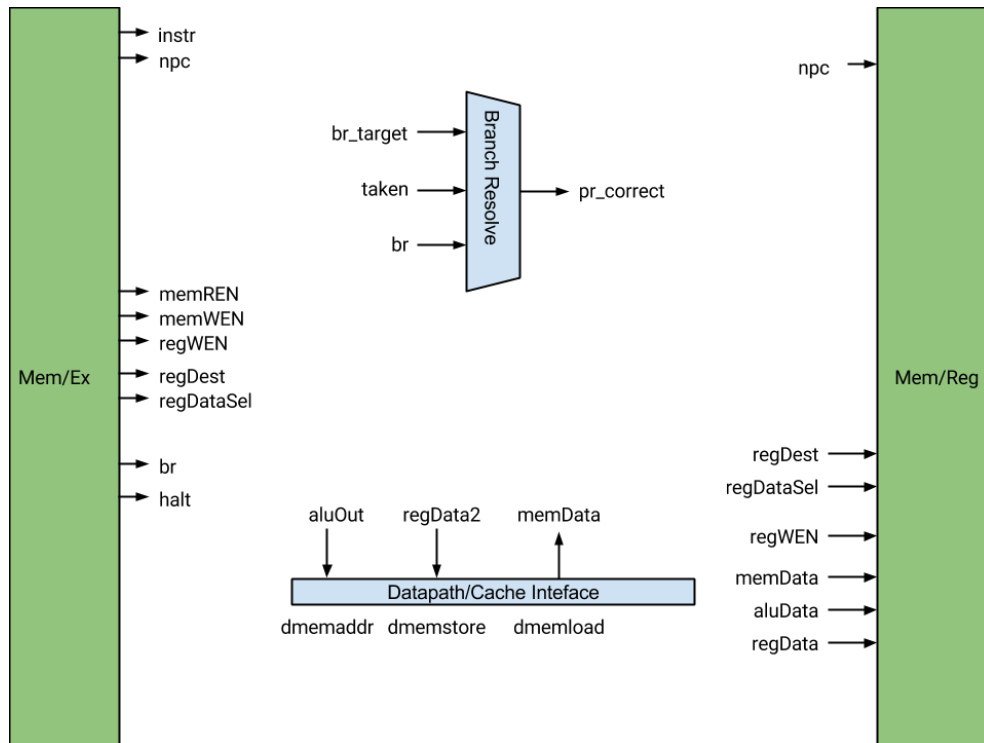 instr
npc
npc
br_target
taken
br
Branch Resolve
pr_correct
memREN
memWEN
regWEN
regDest
regDataSel
Mem/Ex
Mem/Reg
br
halt
regDest
regDataSel
regWEN
memData
aluData
regData
aluOut regData2 memData
Datapath/Cache Inteface
dmemaddr dmemstore dmemload